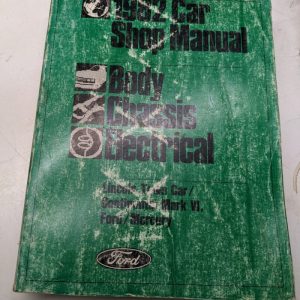 1982 Car
Shop Manual
Body
Chassis
Electrical
Lincoln Town Car/
Continental Mark VI,
Ford/Mercury
Ford